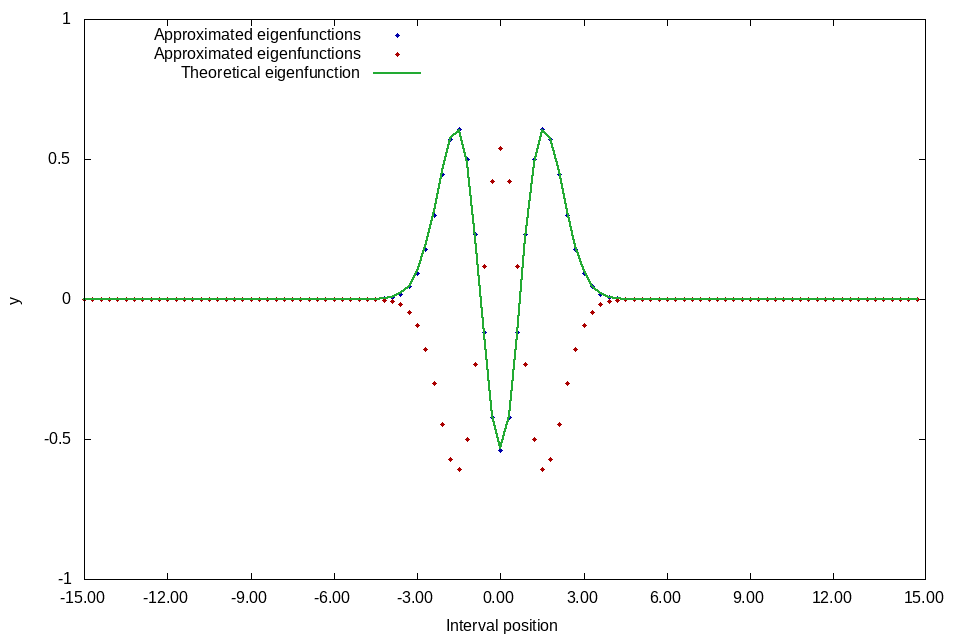 1
Approximated eigenfunctions
Approximated eigenfunctions
Theoretical eigenfunction
0.5
y
0
-0.5
-1
-15.00 -12.00 -9.00 -6.00 -3.00 0.00 3.00 6.00 9.00 12.00 15.00
Interval position